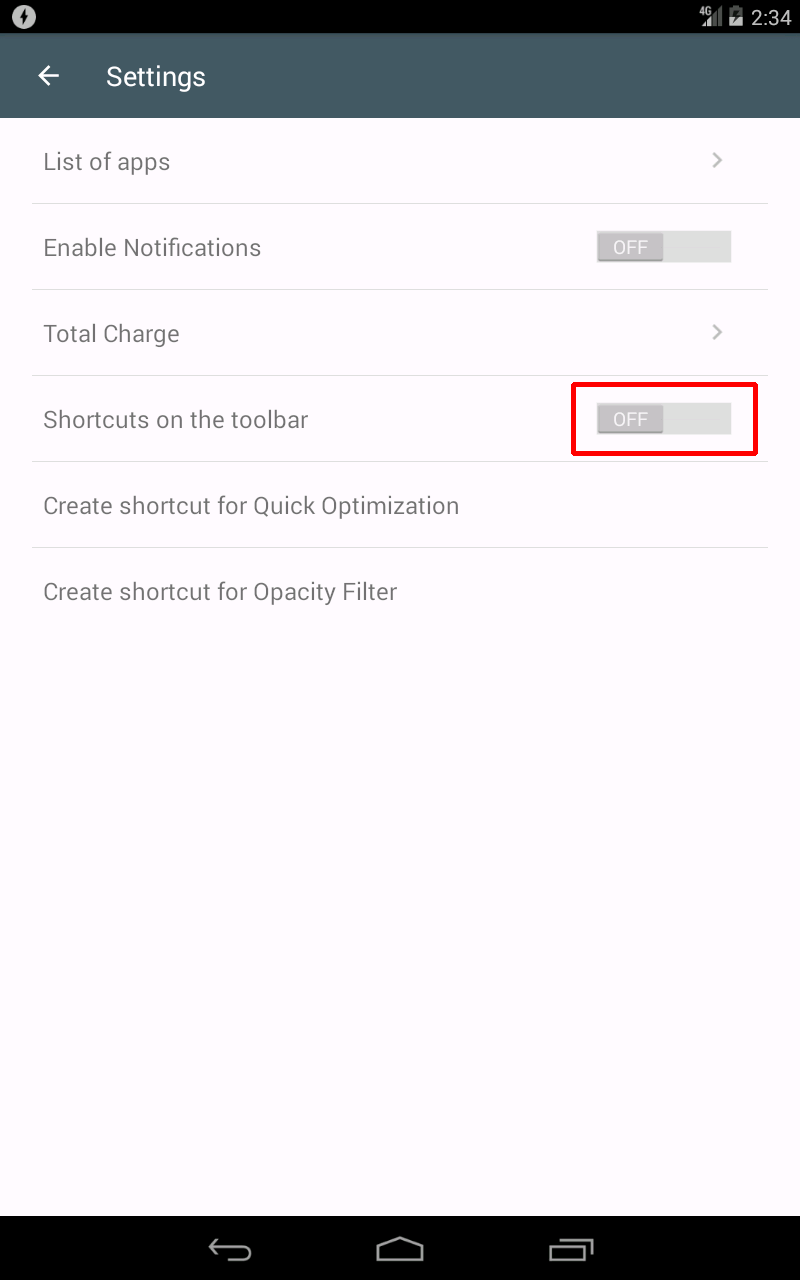 4G 2:34
Settings
List of apps
Enable Notifications OFF
Total Charge
Shortcuts on the toolbar OFF
Create shortcut for Quick Optimization
Create shortcut for Opacity Filter